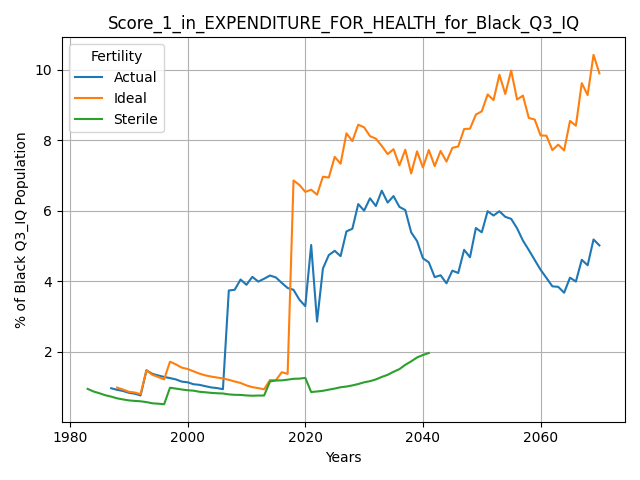 Score_1_in_EXPENDITURE_FOR_HEALTH_for_Black_Q3_IQ
Fertility
Actual
Ideal
Sterile
% of Black Q3_IQ Population
10
8
6
4
2
1980
2000
2020
2040
2060
Years